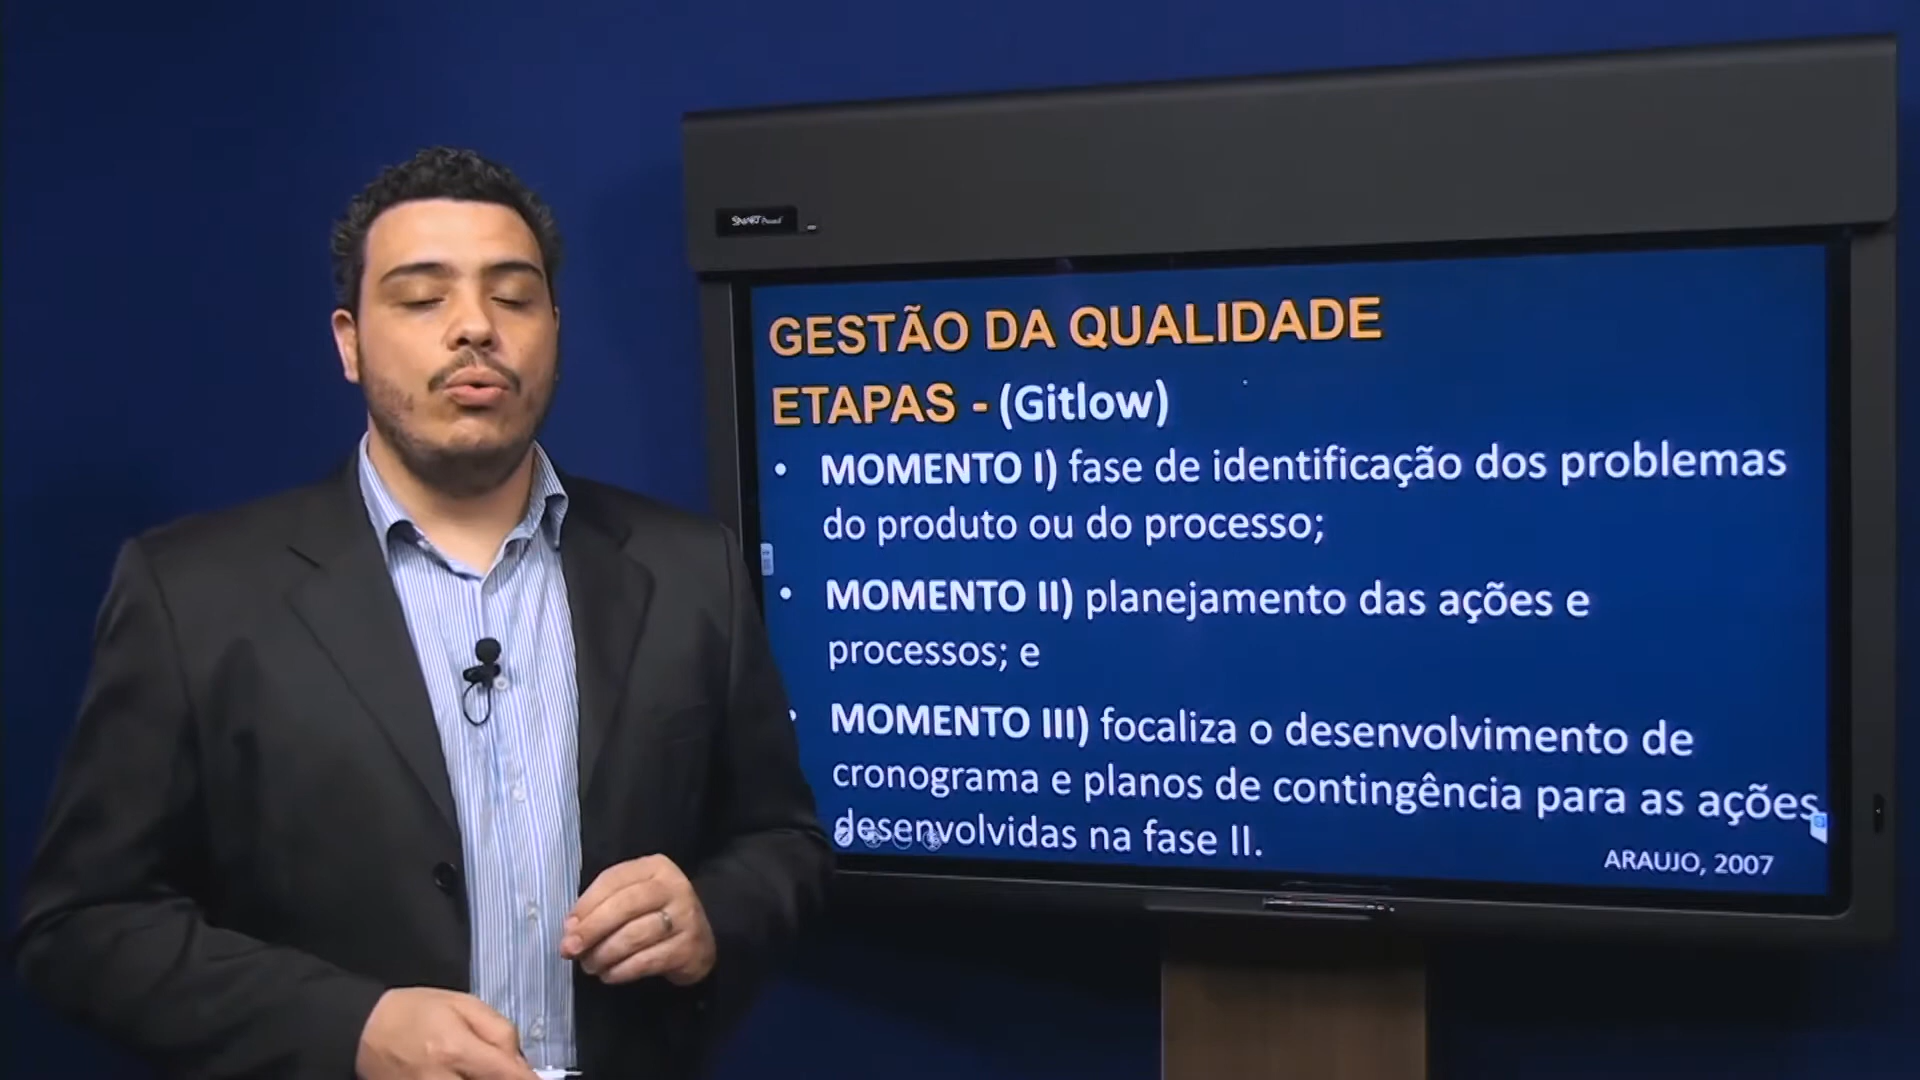 SMART Board
GESTÃO DA QUALIDADE
ETAPAS - (Gitlow)
• MOMENTO I) fase de identificação dos problemas
do produto ou do processo;
• MOMENTO II) planejamento das ações e
processos; e
• MOMENTO III) focaliza o desenvolvimento de
cronograma e planos de contingência para as ações
desenvolvidas na fase II.
ARAUJO, 2007